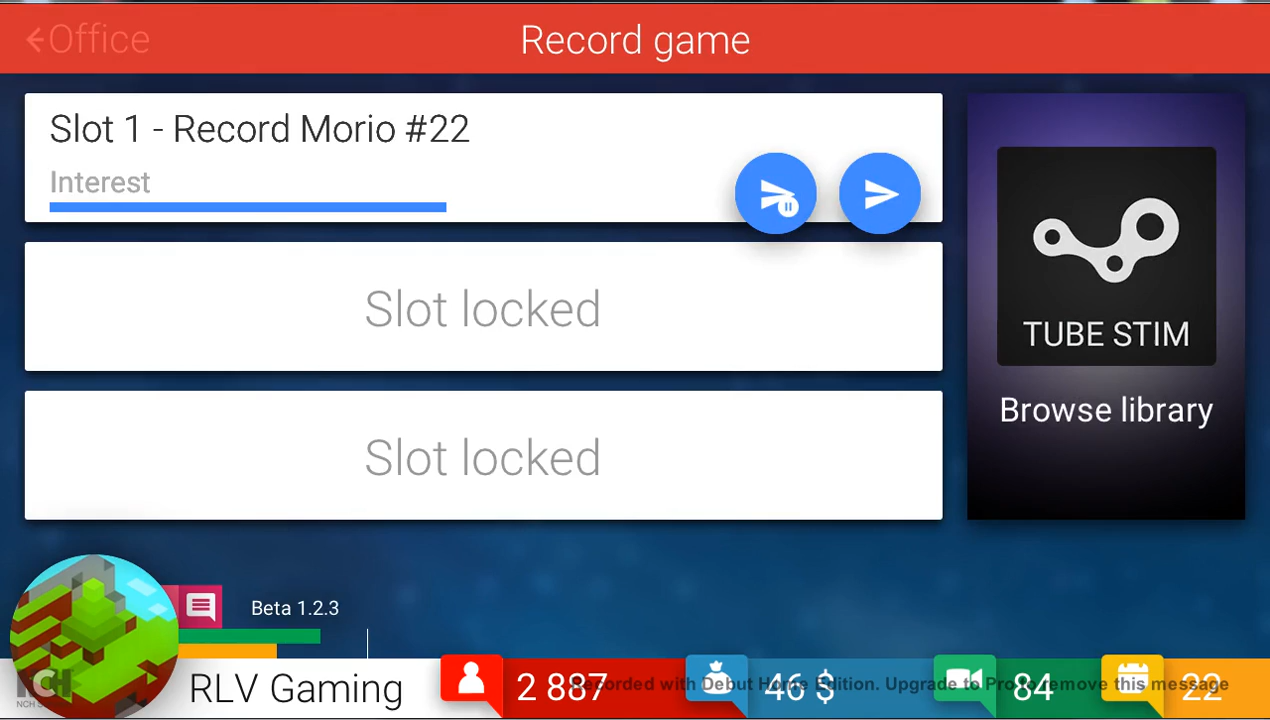 Office
Record game
Slot 1 - Record Morio #22
Interest
Slot locked
Slot locked
TUBE STIM
Browse library
Beta 1.2.3
RLV Gaming
2 887
46 $
84
22
Recorded with Debut Home Edition. Upgrade to Pro to remove this message
NCH